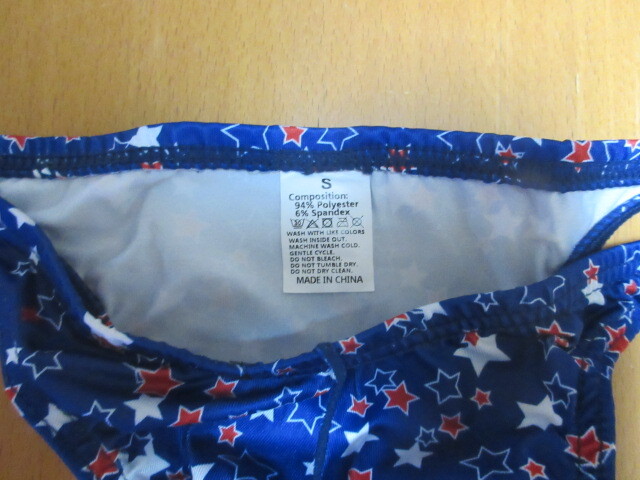 S
Composition:
94% Polyester
6% Spandex
WASH WITH LIKE COLORS
WASH INSIDE OUT.
MACHINE WASH COLD.
GENTLE CYCLE.
DO NOT BLEACH.
DO NOT TUMBLE DRY.
DO NOT DRY CLEAN.
MADE IN CHINA